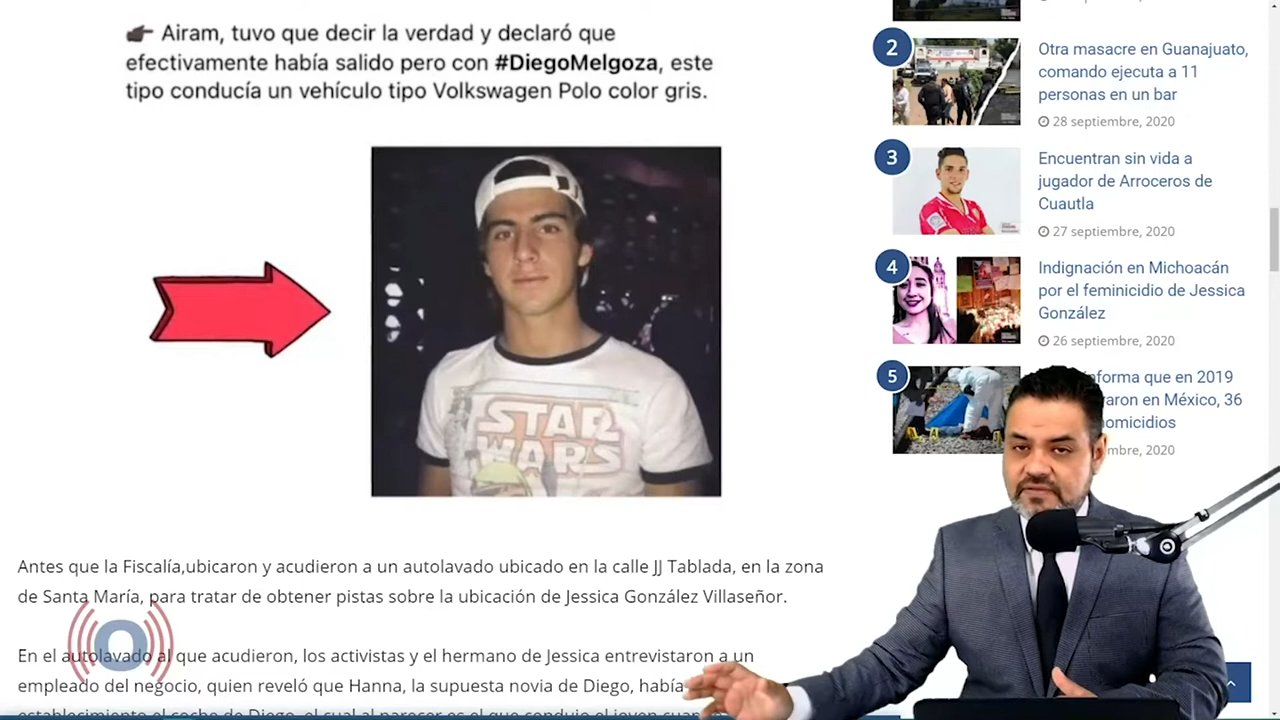 Airam, tuvo que decir la verdad y declaró que
efectivamente había salido pero con #DiegoMelgoza, este
tipo conducía un vehículo tipo Volkswagen Polo color gris.
STAR
WARS
Antes que la Fiscalía,ubicaron y acudieron a un autolavado ubicado en la calle JJ Tablada, en la zona
de Santa María, para tratar de obtener pistas sobre la ubicación de Jessica González Villaseñor.
En el autolavado al que acudieron, los activistas y el hermano de Jessica entrevistaron a un
empleado del negocio, quien reveló que Hanna, la supuesta novia de Diego, había
2
Otra masacre en Guanajuato,
comando ejecuta a 11
personas en un bar
28 septiembre, 2020
3
Encuentran sin vida a
jugador de Arroceros de
Cuautla
27 septiembre, 2020
4
Indignación en Michoacán
por el feminicidio de Jessica
González
26 septiembre, 2020
5
informa que en 2019
en México, 36